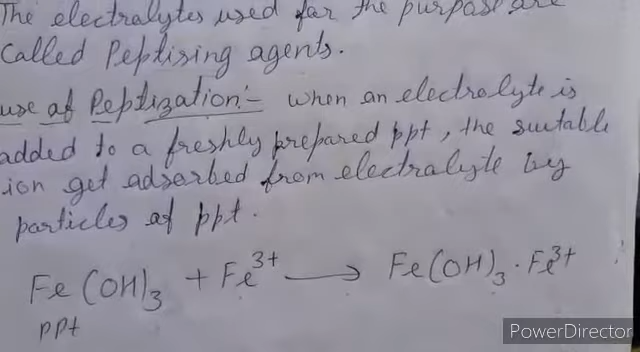 The electrolytes used for the purpose are
Called Peptising agents.
use of Peptization:- when an electrolyte is
added to a freshly prepared ppt, the suitable
ion get adsorbed from electrolyte by
particles of ppt.
Fe(OH)₃ + Fe³⁺ ⟶ Fe(OH)₃·Fe³⁺
ppt
PowerDirector